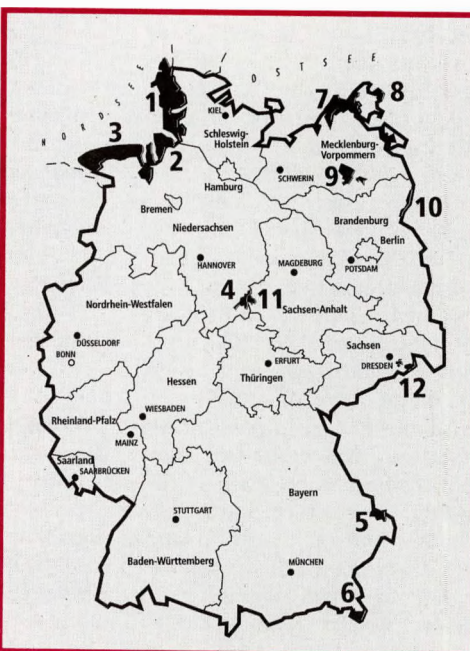 NORDSEE
OSTSEE
1
2
3
7
8
KIEL
Schleswig-
Holstein
Mecklenburg-
Vorpommern
SCHWERIN
9
Hamburg
10
Bremen
Brandenburg
Niedersachsen
Berlin
HANNOVER
MAGDEBURG
POTSDAM
4
11
Sachsen-Anhalt
Nordrhein-Westfalen
DÜSSELDORF
BONN
Sachsen
DRESDEN
12
ERFURT
Thüringen
Hessen
WIESBADEN
Rheinland-Pfalz
MAINZ
Saarland
SAARBRÜCKEN
Bayern
5
STUTTGART
Baden-Württemberg
MÜNCHEN
6